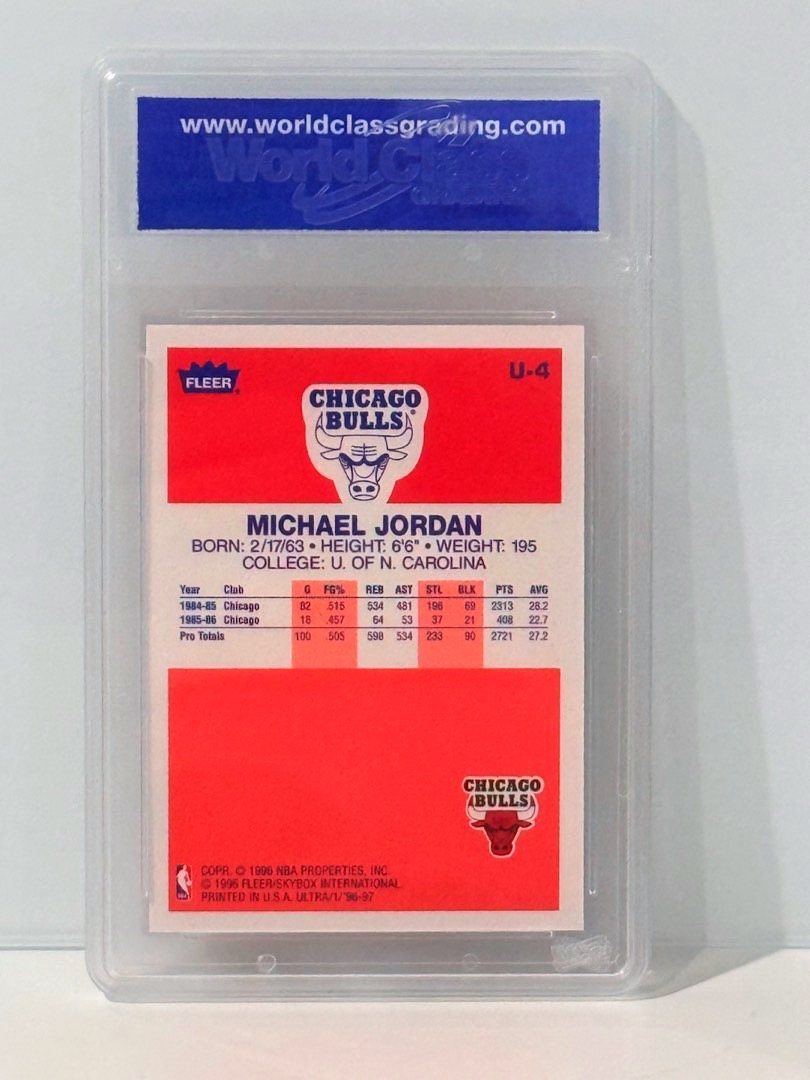 www.worldclassgrading.com
World Class
FLEER
U-4
CHICAGO
BULLS
MICHAEL JORDAN
BORN: 2/17/63 • HEIGHT: 6'6" • WEIGHT: 195
COLLEGE: U. OF N. CAROLINA
Year Club G FG% REB AST STL BLK PTS AVG
1984-85 Chicago 82 .515 534 481 196 69 2313 28.2
1985-86 Chicago 18 .457 64 53 37 21 408 22.7
Pro Totals 100 .505 598 534 233 90 2721 27.2
CHICAGO
BULLS
COPR. © 1996 NBA PROPERTIES, INC.
© 1996 FLEER/SKYBOX INTERNATIONAL
PRINTED IN U.S.A. ULTRA/1/'96-97